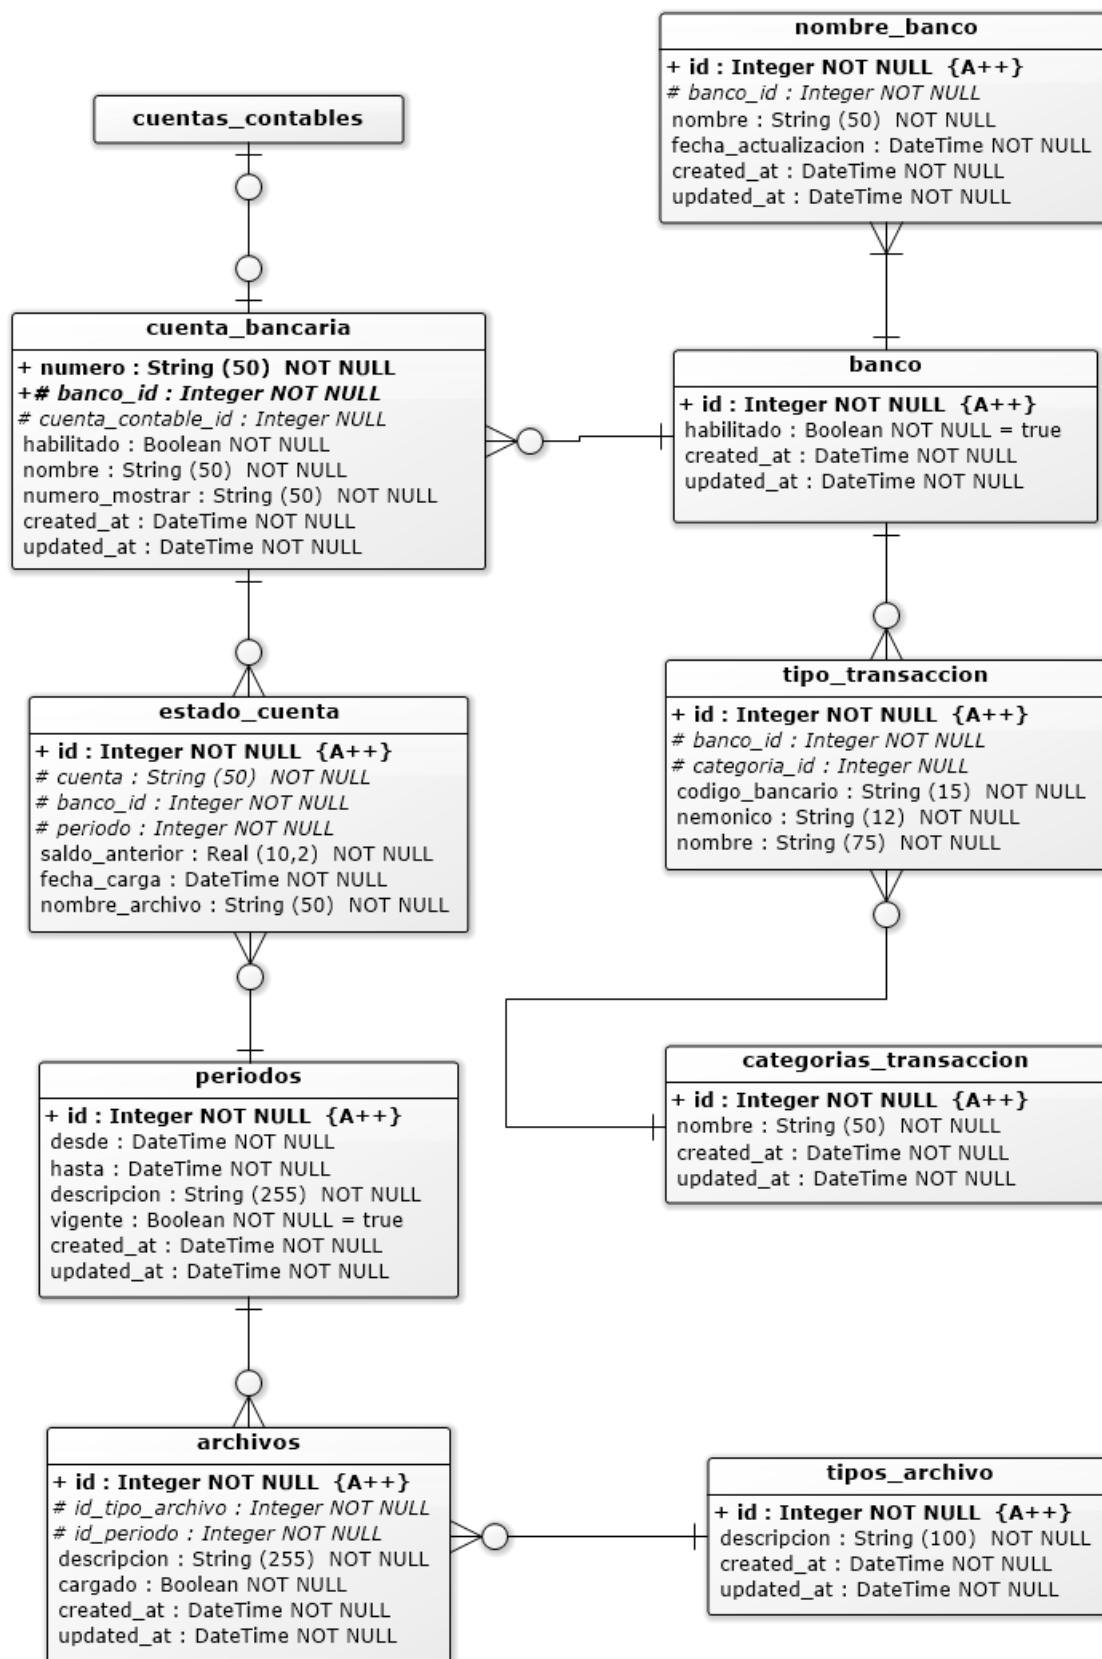 nombre_banco
+ id : Integer NOT NULL {A++}
# banco_id : Integer NOT NULL
nombre : String (50) NOT NULL
fecha_actualizacion : DateTime NOT NULL
created_at : DateTime NOT NULL
updated_at : DateTime NOT NULL
cuentas_contables
cuenta_bancaria
+ numero : String (50) NOT NULL
+# banco_id : Integer NOT NULL
# cuenta_contable_id : Integer NULL
habilitado : Boolean NOT NULL
nombre : String (50) NOT NULL
numero_mostrar : String (50) NOT NULL
created_at : DateTime NOT NULL
updated_at : DateTime NOT NULL
banco
+ id : Integer NOT NULL {A++}
habilitado : Boolean NOT NULL = true
created_at : DateTime NOT NULL
updated_at : DateTime NOT NULL
estado_cuenta
+ id : Integer NOT NULL {A++}
# cuenta : String (50) NOT NULL
# banco_id : Integer NOT NULL
# periodo : Integer NOT NULL
saldo_anterior : Real (10,2) NOT NULL
fecha_carga : DateTime NOT NULL
nombre_archivo : String (50) NOT NULL
tipo_transaccion
+ id : Integer NOT NULL {A++}
# banco_id : Integer NOT NULL
# categoria_id : Integer NULL
codigo_bancario : String (15) NOT NULL
nemonico : String (12) NOT NULL
nombre : String (75) NOT NULL
periodos
+ id : Integer NOT NULL {A++}
desde : DateTime NOT NULL
hasta : DateTime NOT NULL
descripcion : String (255) NOT NULL
vigente : Boolean NOT NULL = true
created_at : DateTime NOT NULL
updated_at : DateTime NOT NULL
categorias_transaccion
+ id : Integer NOT NULL {A++}
nombre : String (50) NOT NULL
created_at : DateTime NOT NULL
updated_at : DateTime NOT NULL
archivos
+ id : Integer NOT NULL {A++}
# id_tipo_archivo : Integer NOT NULL
# id_periodo : Integer NOT NULL
descripcion : String (255) NOT NULL
cargado : Boolean NOT NULL
created_at : DateTime NOT NULL
updated_at : DateTime NOT NULL
tipos_archivo
+ id : Integer NOT NULL {A++}
descripcion : String (100) NOT NULL
created_at : DateTime NOT NULL
updated_at : DateTime NOT NULL